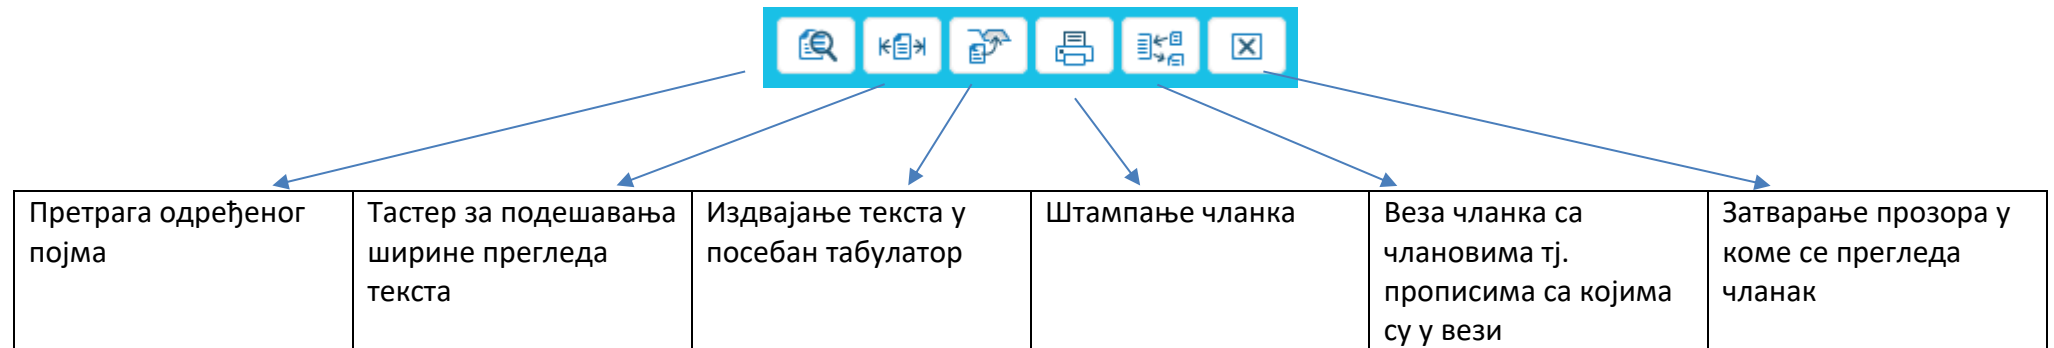 Претрага одређеног
појма
Тастер за подешавања
ширине прегледа
текста
Издвајање текста у
посебан табулатор
Штампање чланка
Веза чланка са
члановима тј.
прописима са којима
су у вези
Затварање прозора у
коме се прегледа
чланак